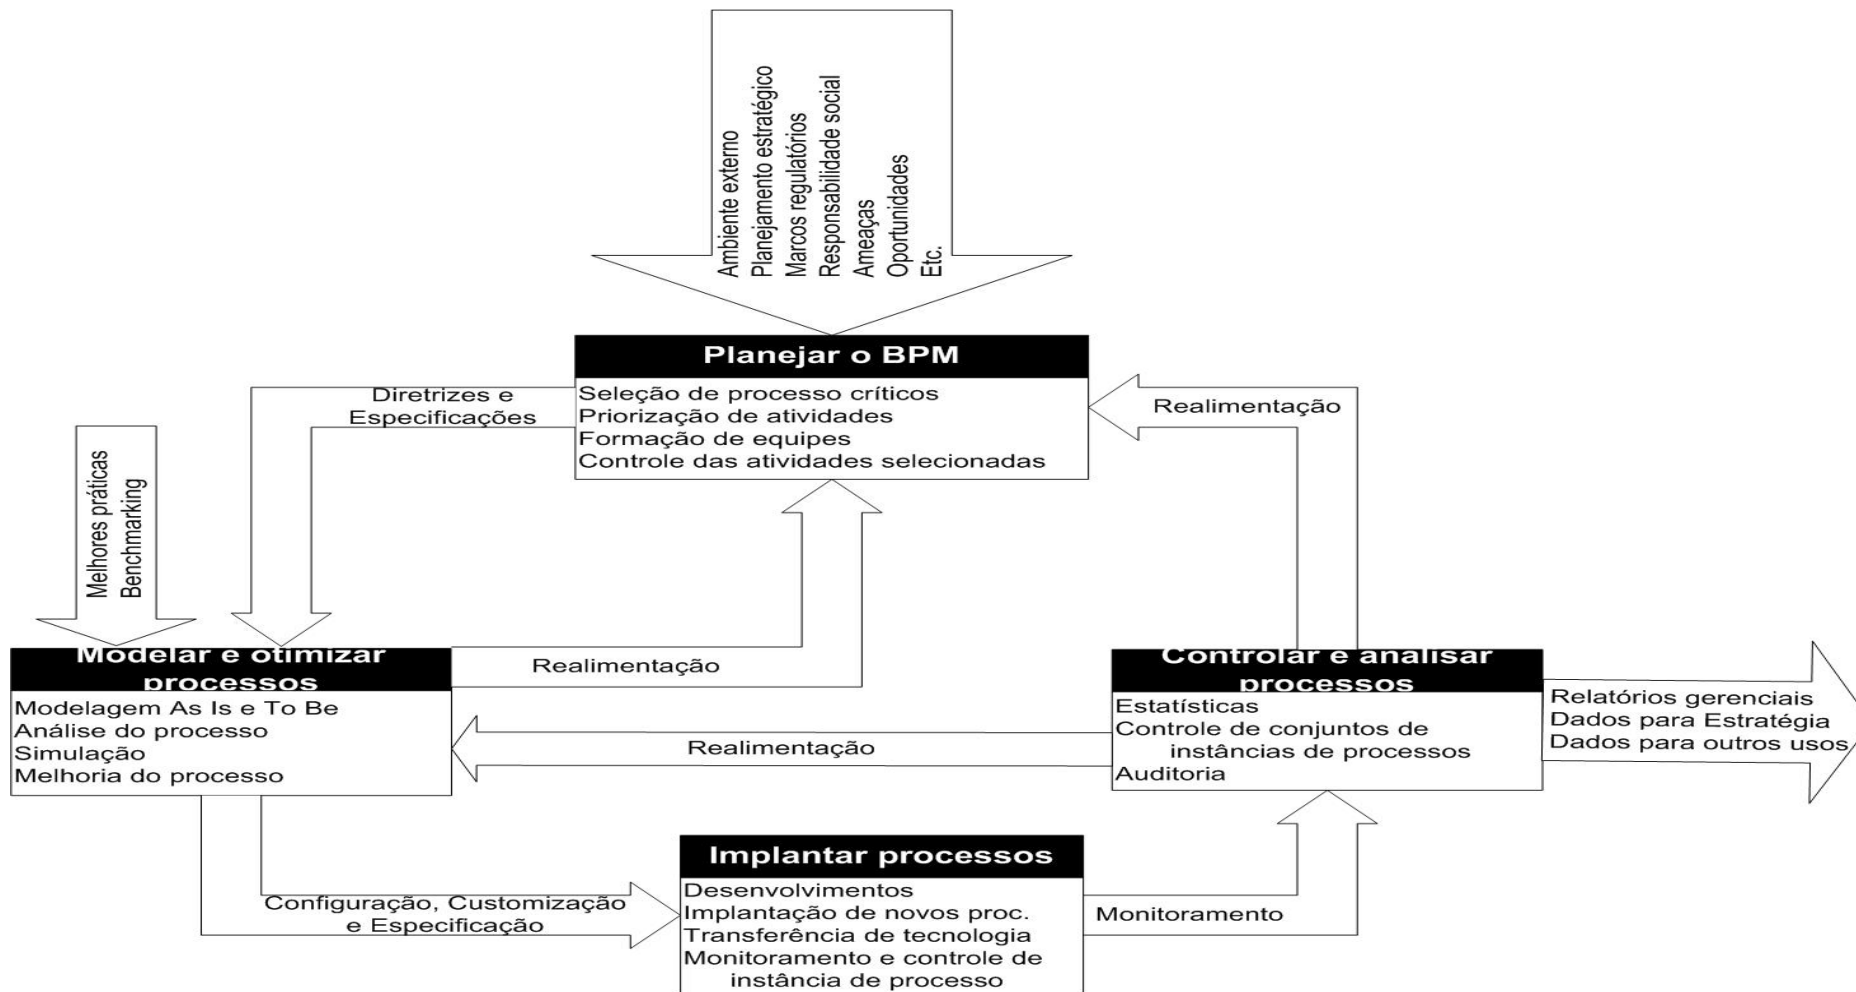 Ambiente externo
Planejamento estratégico
Marcos regulatórios
Responsabilidade social
Ameaças
Oportunidades
Etc.
Planejar o BPM
Seleção de processo críticos
Priorização de atividades
Formação de equipes
Controle das atividades selecionadas
Diretrizes e
Especificações
Realimentação
Melhores práticas
Benchmarking
Modelar e otimizar
processos
Modelagem As Is e To Be
Análise do processo
Simulação
Melhoria do processo
Realimentação
Realimentação
Controlar e analisar
processos
Estatísticas
Controle de conjuntos de
instâncias de processos
Auditoria
Relatórios gerenciais
Dados para Estratégia
Dados para outros usos
Configuração, Customização
e Especificação
Implantar processos
Desenvolvimentos
Implantação de novos proc.
Transferência de tecnologia
Monitoramento e controle de
instância de processo
Monitoramento